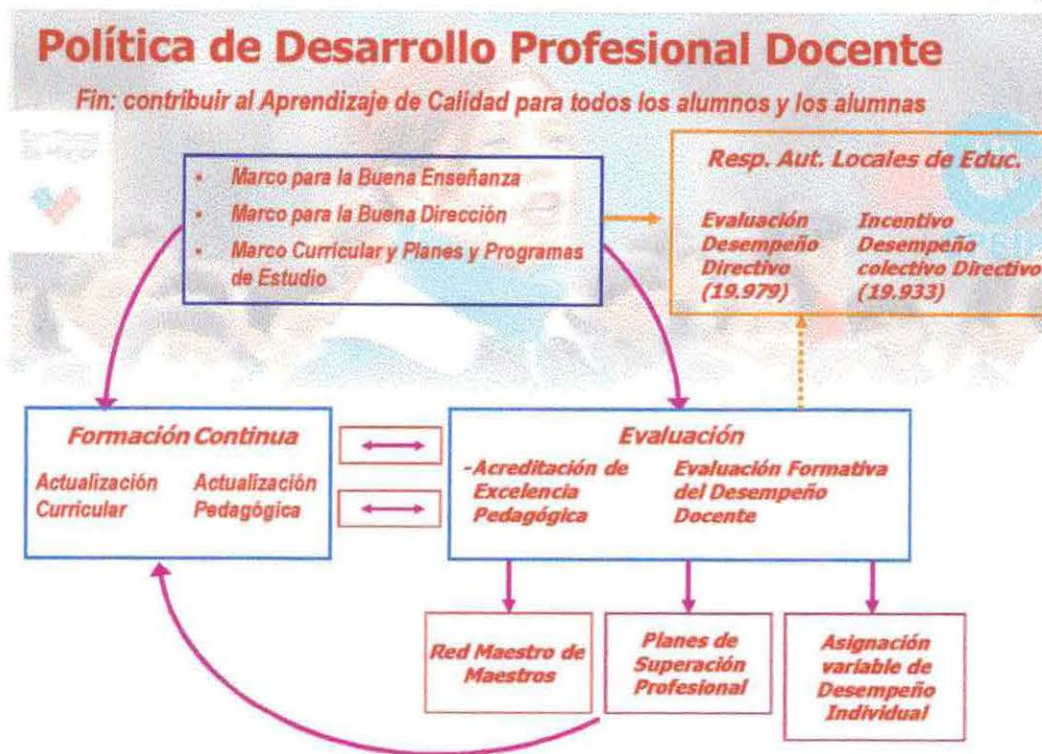 Política de Desarrollo Profesional Docente
Fin: contribuir al Aprendizaje de Calidad para todos los alumnos y los alumnas
• Marco para la Buena Enseñanza
• Marco para la Buena Dirección
• Marco Curricular y Planes y Programas
de Estudio
Resp. Aut. Locales de Educ.
Evaluación
Desempeño
Directivo
(19.979)
Incentivo
Desempeño
colectivo Directivo
(19.933)
Formación Continua
Actualización
Curricular
Actualización
Pedagógica
Evaluación
-Acreditación de
Excelencia
Pedagógica
Evaluación Formativa
del Desempeño
Docente
Red Maestro de
Maestros
Planes de
Superación
Profesional
Asignación
variable de
Desempeño
Individual